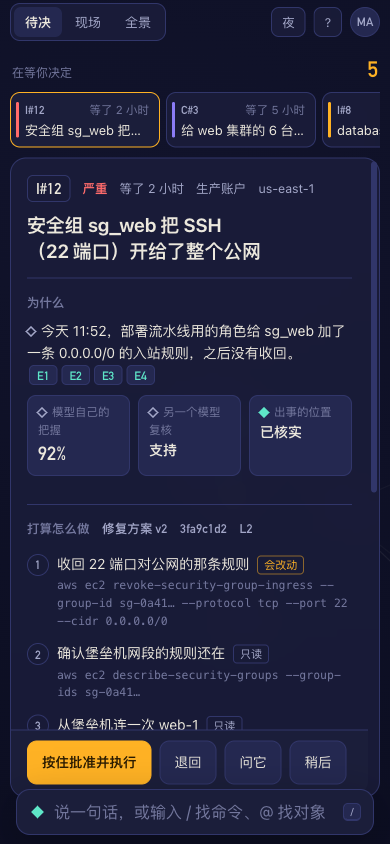 待决 现场 全景 夜 ? MA
在等你决定 5
I#12 等了 2 小时 C#3 等了 5 小时 I#8
安全组 sg_web 把… 给 web 集群的 6 台… databa
I#12 严重 等了 2 小时 生产账户 us-east-1
安全组 sg_web 把 SSH
（22 端口）开给了整个公网
为什么
今天 11:52，部署流水线用的角色给 sg_web 加了
一条 0.0.0.0/0 的入站规则，之后没有收回。
E1 E2 E3 E4
模型自己的 另一个模型 出事的位置
把握 复核 已核实
92% 支持
打算怎么做 修复方案 v2 3fa9c1d2 L2
1 收回 22 端口对公网的那条规则 会改动
aws ec2 revoke-security-group-ingress --
group-id sg-0a41… --protocol tcp --port 22
--cidr 0.0.0.0/0
2 确认堡垒机网段的规则还在 只读
aws ec2 describe-security-groups --group-
ids sg-0a41…
3 从堡垒机连一次 web-1 只读
按住批准并执行 退回 问它 稍后
说一句话，或输入 / 找命令、@ 找对象 /